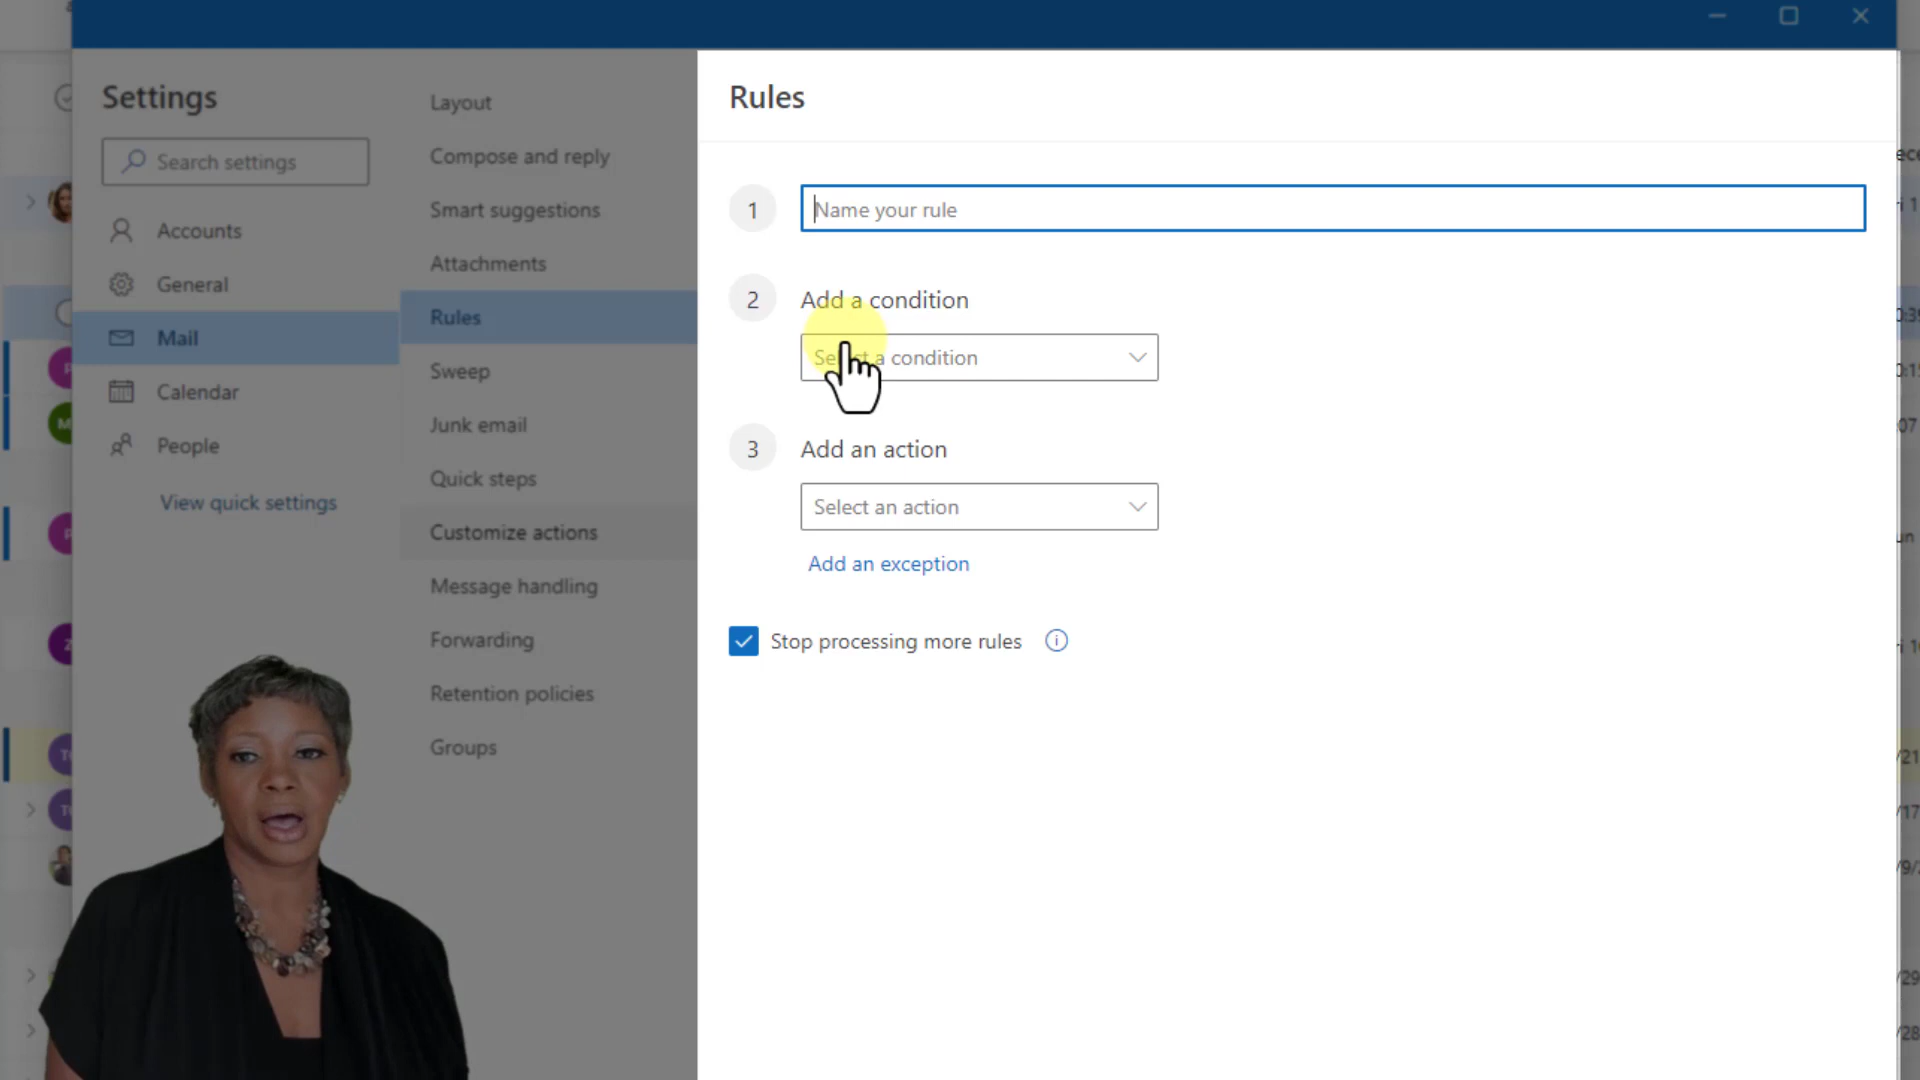 Settings
Search settings
Accounts
General
Mail
Calendar
People
View quick settings
Layout
Compose and reply
Smart suggestions
Attachments
Rules
Sweep
Junk email
Quick steps
Customize actions
Message handling
Forwarding
Retention policies
Groups
Rules
1
Name your rule
2
Add a condition
Select a condition
3
Add an action
Select an action
Add an exception
Stop processing more rules